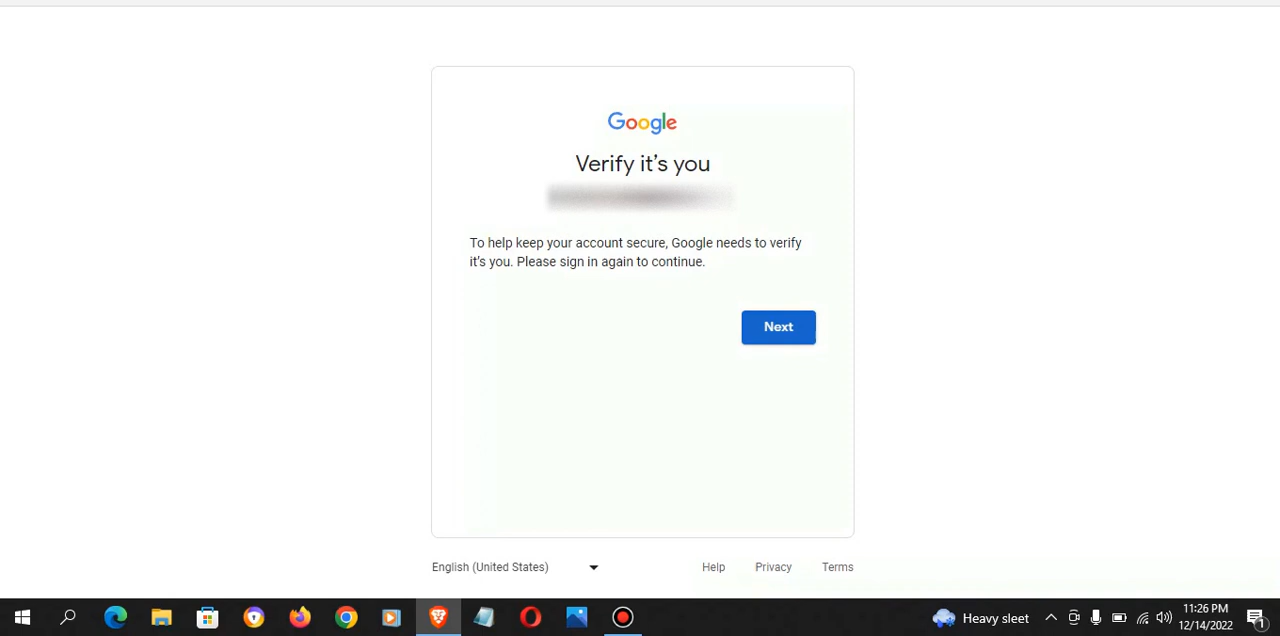 Google
Verify it's you
To help keep your account secure, Google needs to verify
it's you. Please sign in again to continue.
Next
English (United States)
Help Privacy Terms
Heavy sleet
11:26 PM
12/14/2022
1